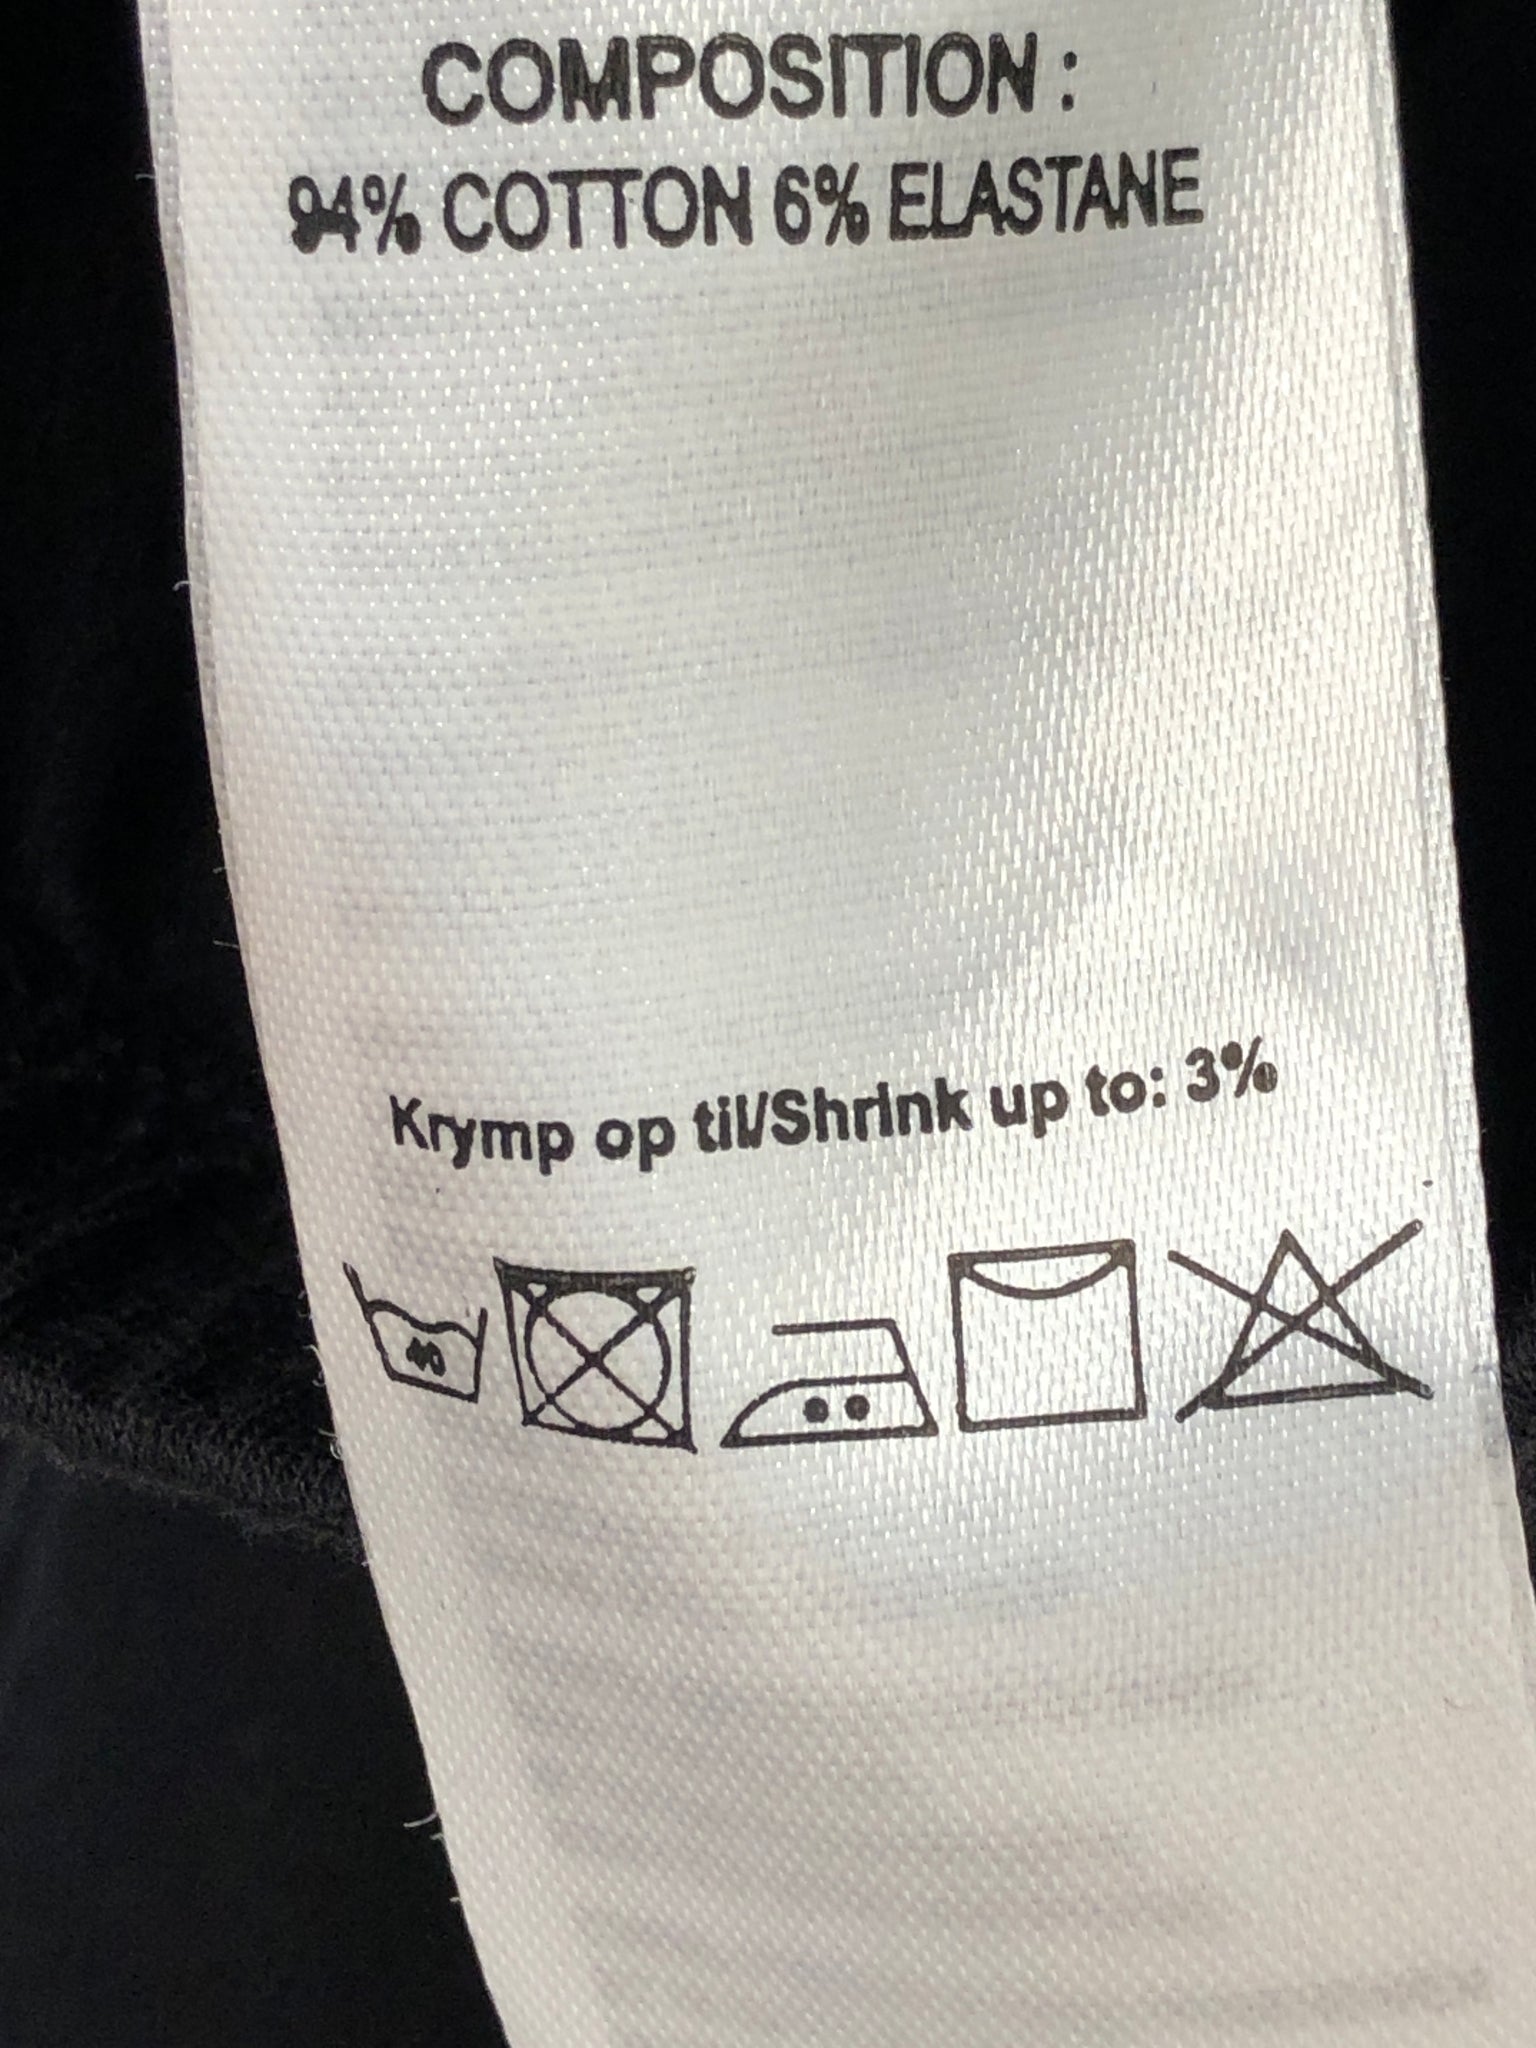 COMPOSITION :
94% COTTON 6% ELASTANE
Krymp op til/Shrink up to: 3%
40